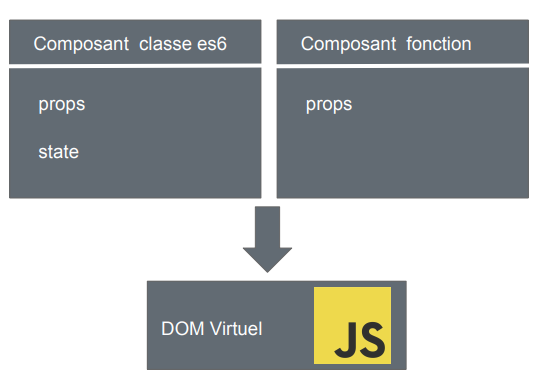 Composant classe es6
props
state
Composant fonction
props
DOM Virtuel
JS